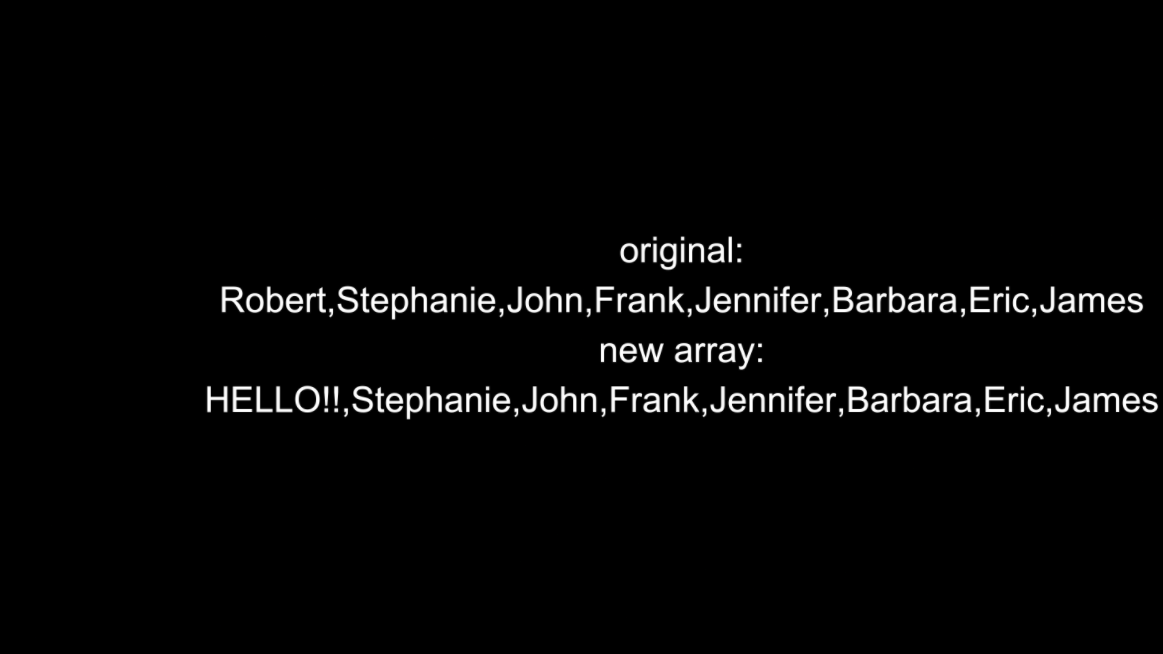 original:
Robert,Stephanie,John,Frank,Jennifer,Barbara,Eric,James
new array:
HELLO!!,Stephanie,John,Frank,Jennifer,Barbara,Eric,James